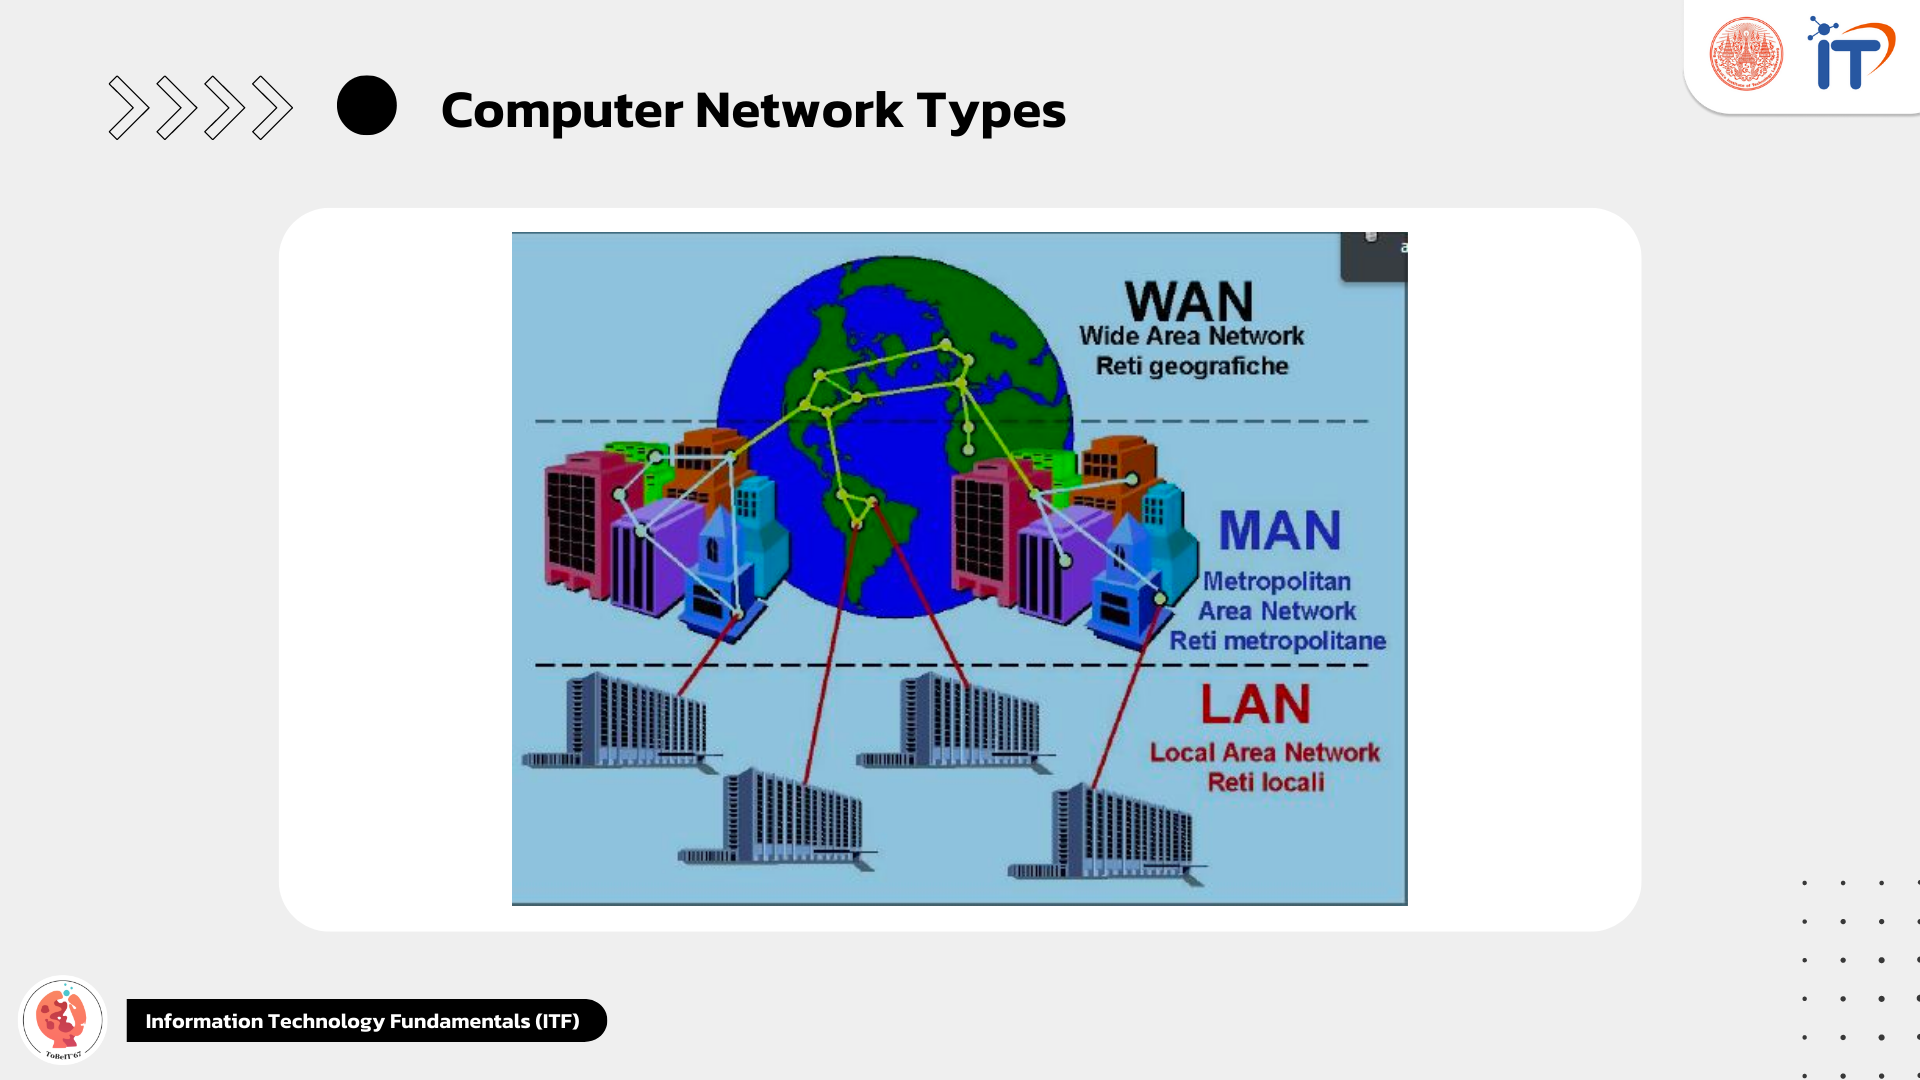 Computer Network Types
IT
WAN
Wide Area Network
Reti geografiche
MAN
Metropolitan
Area Network
Reti metropolitane
LAN
Local Area Network
Reti locali
ToBeIT'67
Information Technology Fundamentals (ITF)